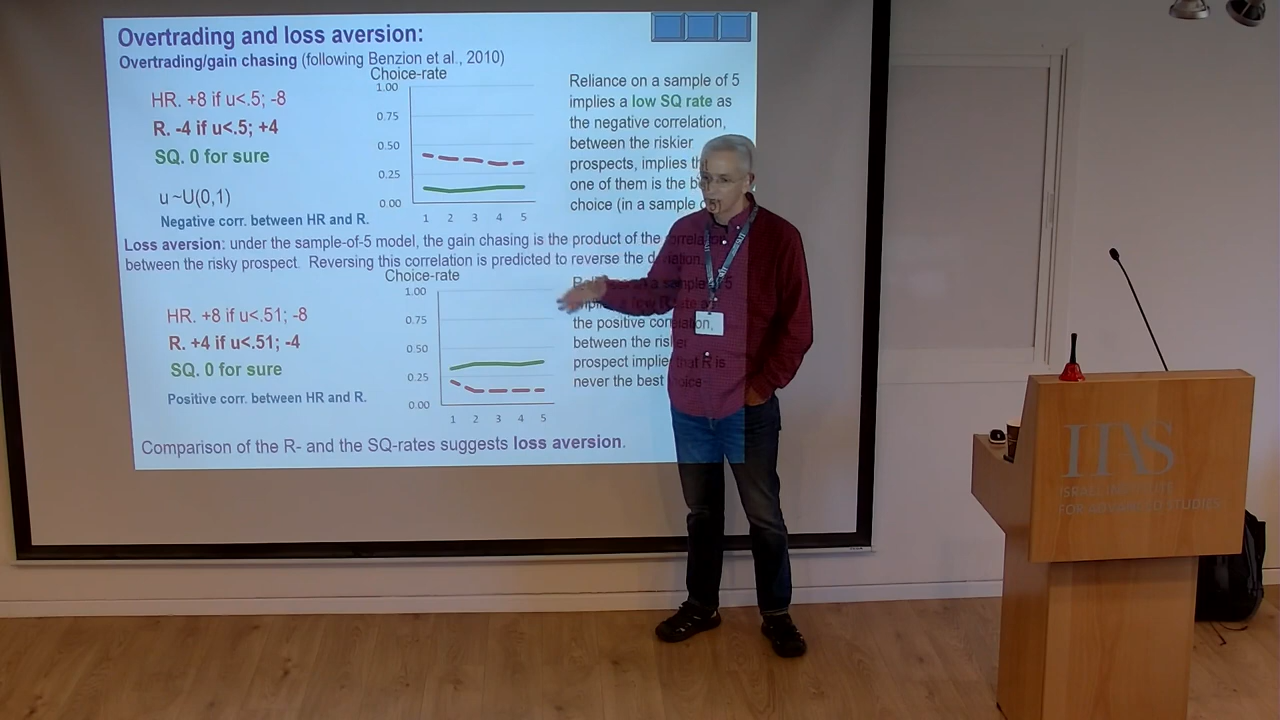 Overtrading and loss aversion:
Overtrading/gain chasing (following Benzion et al., 2010)
HR. +8 if u<.5; -8
R. -4 if u<.5; +4
SQ. 0 for sure
u ~U(0,1)
Negative corr. between HR and R.
Choice-rate
1.00
0.75
0.50
0.25
0.00
1 2 3 4 5
Reliance on a sample of 5
implies a low SQ rate as
the negative correlation,
between the riskier
prospects, implies
one of them is the
choice (in a sample
Loss aversion: under the sample-of-5 model, the gain chasing is the product of the correlation
between the risky prospect. Reversing this correlation is predicted to reverse the deviation.
HR. +8 if u<.51; -8
R. +4 if u<.51; -4
SQ. 0 for sure
Positive corr. between HR and R.
Choice-rate
1.00
0.75
0.50
0.25
0.00
1 2 3 4 5
a sample of 5
implies a low R rate as
the positive correlation,
between the riskier
prospect implies that R is
never the best choice
Comparison of the R- and the SQ-rates suggests loss aversion.
IIAS
ISRAEL INSTITUTE
FOR ADVANCED STUDIES